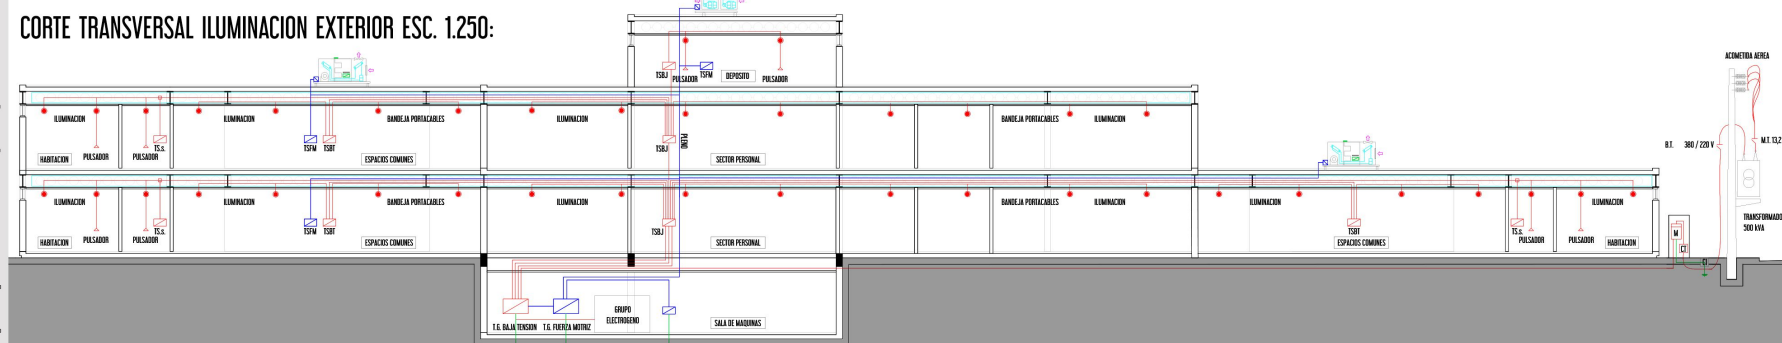 CORTE TRANSVERSAL ILUMINACION EXTERIOR ESC. 1.250:
ACOMETIDA AEREA
TSBJ
PULSADOR
TSFM
DEPOSITO
PULSADOR
ILUMINACION
ILUMINACION
BANDEJA PORTACABLES
ILUMINACION
BANDEJA PORTACABLES
ILUMINACION
HABITACION
PULSADOR
PULSADOR
TS.s.
TSFM
TSBT
ESPACIOS COMUNES
TSBJ
PLENO
SECTOR PERSONAL
B.T. 380 / 220 V
M.T. 13,2
ILUMINACION
ILUMINACION
BANDEJA PORTACABLES
ILUMINACION
BANDEJA PORTACABLES
ILUMINACION
ILUMINACION
ILUMINACION
HABITACION
PULSADOR
PULSADOR
TS.s.
TSFM
TSBT
ESPACIOS COMUNES
TSBJ
SECTOR PERSONAL
TSBT
ESPACIOS COMUNES
TS.s.
PULSADOR
PULSADOR
HABITACION
M
CT
TRANSFORMADO
500 kVA
T.G. BAJA TENSION
T.G. FUERZA MOTRIZ
GRUPO
ELECTROGENO
SALA DE MAQUINAS